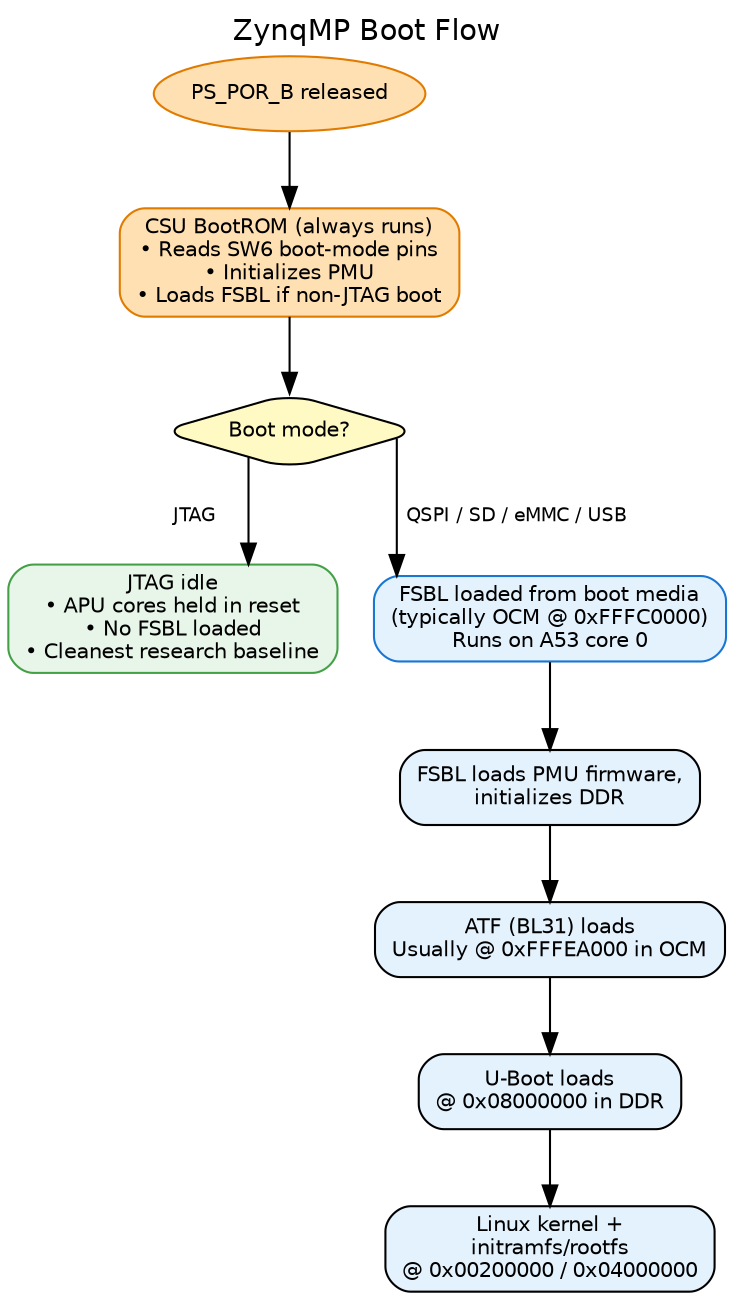 ZynqMP Boot Flow
PS_POR_B released
CSU BootROM (always runs)
• Reads SW6 boot-mode pins
• Initializes PMU
• Loads FSBL if non-JTAG boot
Boot mode?
JTAG
QSPI / SD / eMMC / USB
JTAG idle
• APU cores held in reset
• No FSBL loaded
• Cleanest research baseline
FSBL loaded from boot media
(typically OCM @ 0xFFFC0000)
Runs on A53 core 0
FSBL loads PMU firmware,
initializes DDR
ATF (BL31) loads
Usually @ 0xFFFEA000 in OCM
U-Boot loads
@ 0x08000000 in DDR
Linux kernel +
initramfs/rootfs
@ 0x00200000 / 0x04000000